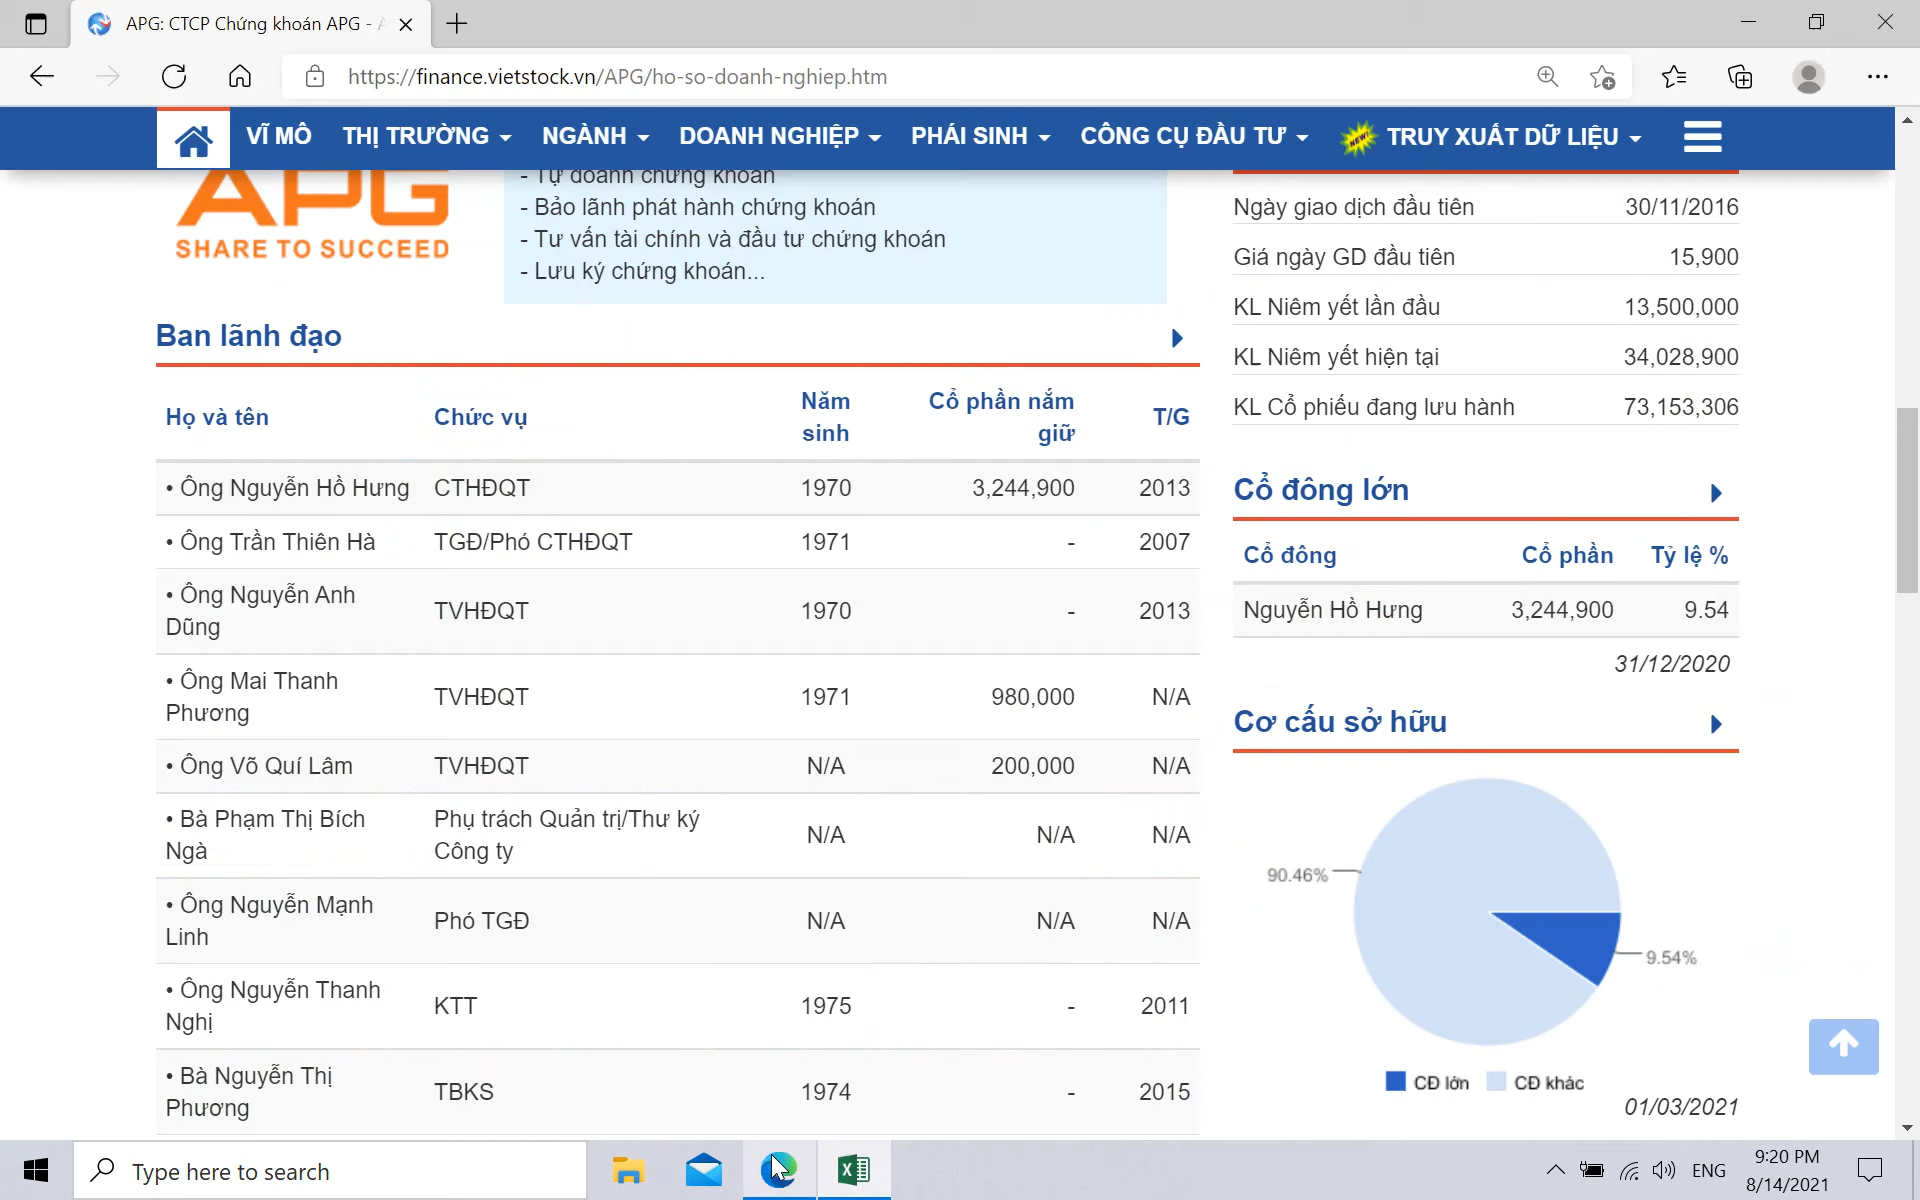 APG: CTCP Chứng khoán APG - A
https://finance.vietstock.vn/APG/ho-so-doanh-nghiep.htm
VĨ MÔ THỊ TRƯỜNG NGÀNH DOANH NGHIỆP PHÁI SINH CÔNG CỤ ĐẦU TƯ NEW TRUY XUẤT DỮ LIỆU
APG
SHARE TO SUCCEED
- Tự doanh chứng khoán
- Bảo lãnh phát hành chứng khoán
- Tư vấn tài chính và đầu tư chứng khoán
- Lưu ký chứng khoán...
Ban lãnh đạo
Họ và tên Chức vụ Năm sinh Cổ phần nắm giữ T/G
• Ông Nguyễn Hồ Hưng CTHĐQT 1970 3,244,900 2013
• Ông Trần Thiên Hà TGĐ/Phó CTHĐQT 1971 - 2007
• Ông Nguyễn Anh Dũng TVHĐQT 1970 - 2013
• Ông Mai Thanh Phương TVHĐQT 1971 980,000 N/A
• Ông Võ Quí Lâm TVHĐQT N/A 200,000 N/A
• Bà Phạm Thị Bích Ngà Phụ trách Quản trị/Thư ký Công ty N/A N/A N/A
• Ông Nguyễn Mạnh Linh Phó TGĐ N/A N/A N/A
• Ông Nguyễn Thanh Nghị KTT 1975 - 2011
• Bà Nguyễn Thị Phương TBKS 1974 - 2015
Ngày giao dịch đầu tiên 30/11/2016
Giá ngày GD đầu tiên 15,900
KL Niêm yết lần đầu 13,500,000
KL Niêm yết hiện tại 34,028,900
KL Cổ phiếu đang lưu hành 73,153,306
Cổ đông lớn
Cổ đông Cổ phần Tỷ lệ %
Nguyễn Hồ Hưng 3,244,900 9.54
31/12/2020
Cơ cấu sở hữu
90.46%
9.54%
CĐ lớn CĐ khác
01/03/2021
Type here to search
ENG
9:20 PM
8/14/2021